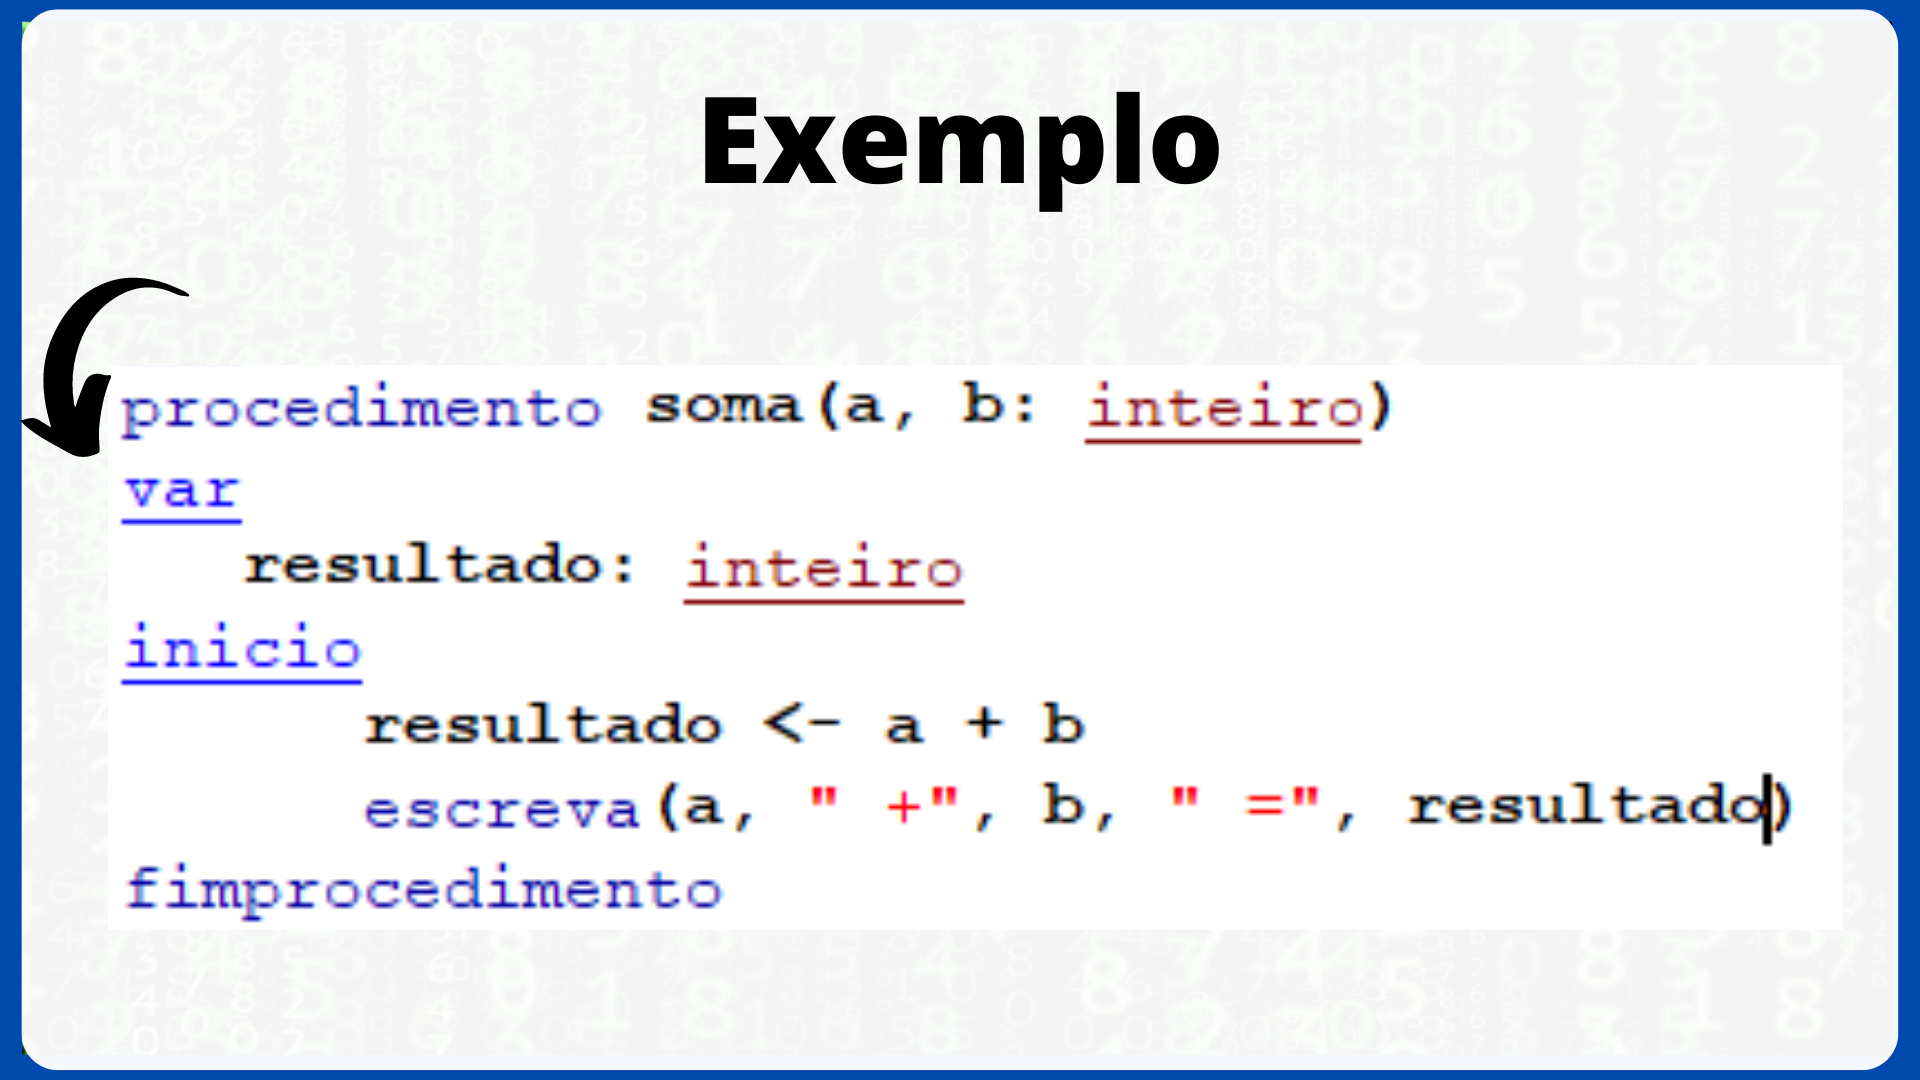 Exemplo
procedimento soma(a, b: inteiro)
var
resultado: inteiro
inicio
resultado <- a + b
escreva(a, " +", b, " =", resultado)
fimprocedimento